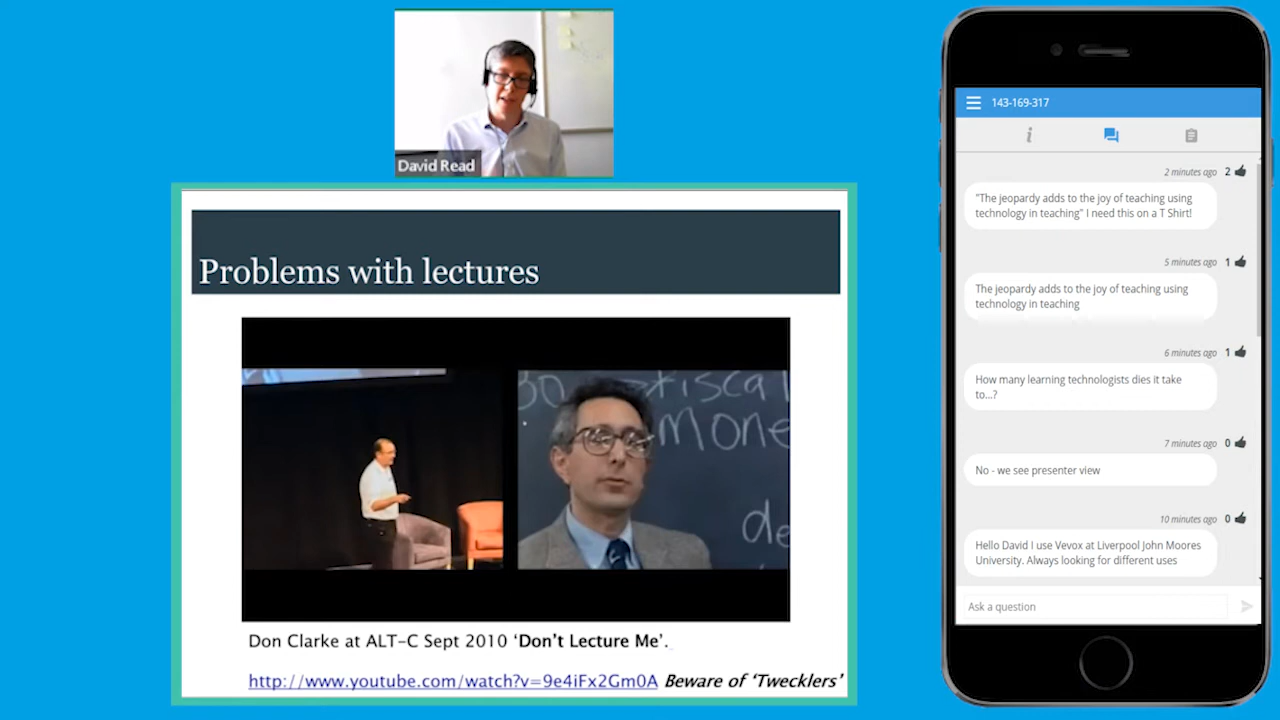 David Read
Problems with lectures
30 fiscal
mone
de
Don Clarke at ALT-C Sept 2010 ‘Don’t Lecture Me’.
http://www.youtube.com/watch?v=9e4iFx2Gm0A Beware of ‘Twecklers’
143-169-317
2 minutes ago 2
"The jeopardy adds to the joy of teaching using
technology in teaching" I need this on a T Shirt!
5 minutes ago 1
The jeopardy adds to the joy of teaching using
technology in teaching
6 minutes ago 1
How many learning technologists dies it take
to...?
7 minutes ago 0
No - we see presenter view
10 minutes ago 0
Hello David I use Vevox at Liverpool John Moores
University. Always looking for different uses
Ask a question